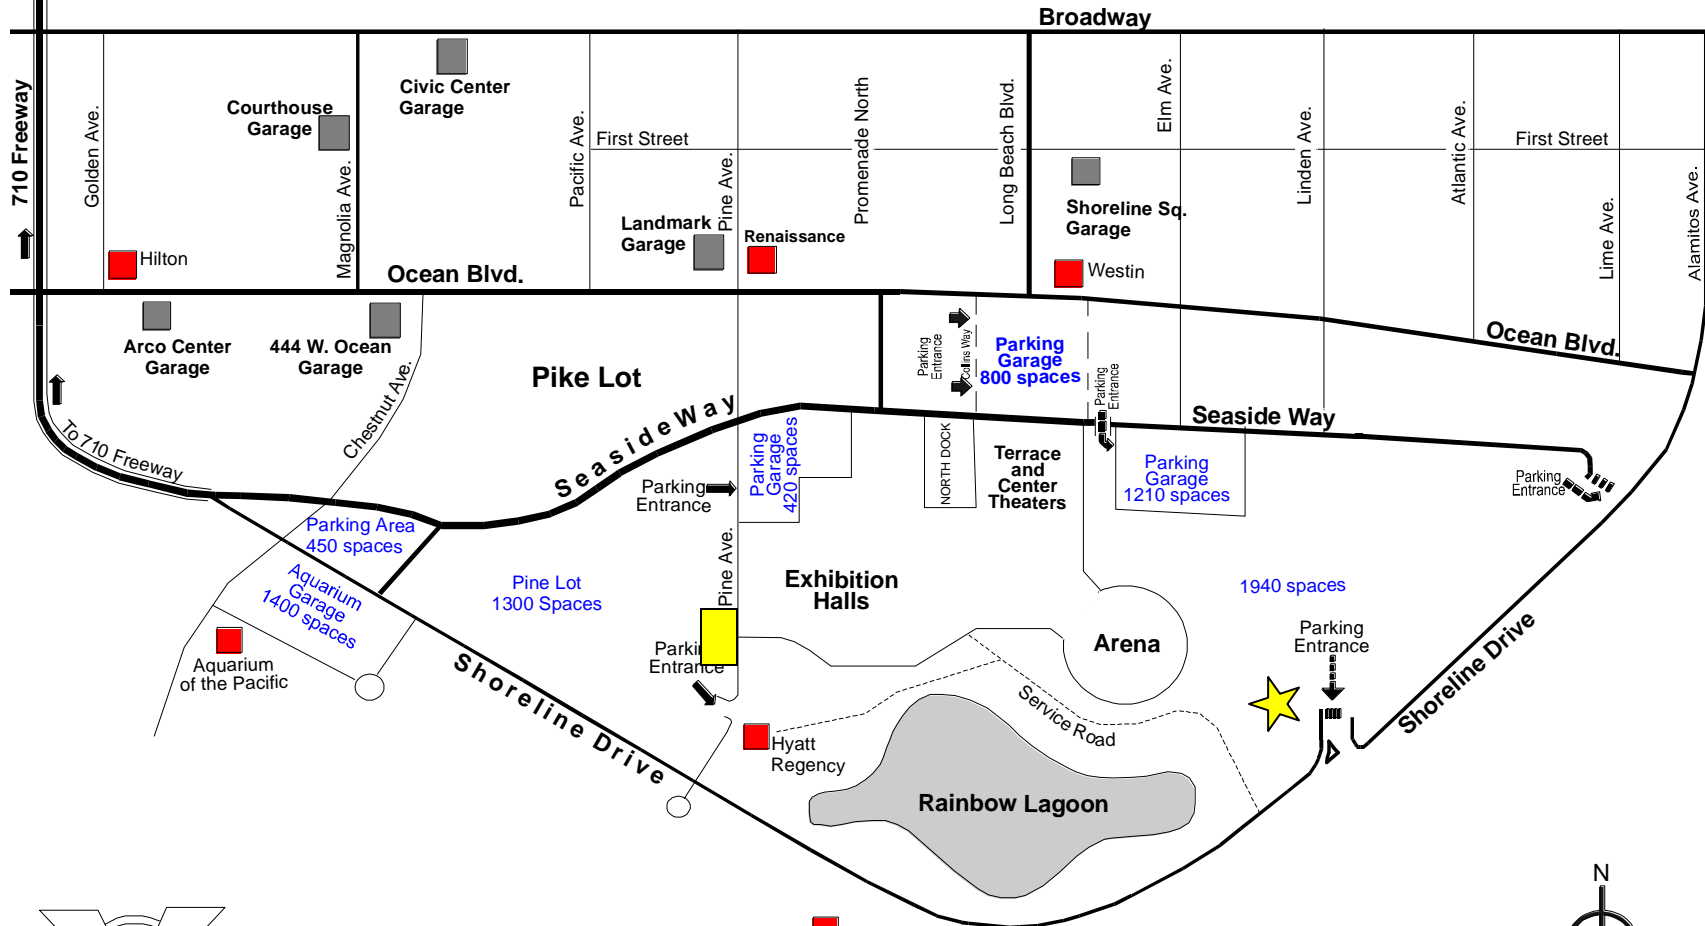 Broadway
710 Freeway
Golden Ave.
Courthouse
Garage
Magnolia Ave.
Civic Center
Garage
Pacific Ave.
First Street
Pine Ave.
Promenade North
Long Beach Blvd.
Elm Ave.
Linden Ave.
Atlantic Ave.
First Street
Lime Ave.
Alamitos Ave.
Landmark
Garage
Renaissance
Shoreline Sq.
Garage
Hilton
Westin
Ocean Blvd.
Arco Center
Garage
444 W. Ocean
Garage
Chestnut Ave.
Pike Lot
Parking
Entrance
Collins Way
Parking
Garage
800 spaces
Parking
Entrance
Ocean Blvd.
Seaside Way
Seaside Way
To 710 Freeway
Parking
Garage
420 spaces
NORTH DOCK
Terrace
and
Center
Theaters
Parking
Garage
1210 spaces
Parking
Entrance
Parking
Entrance
Parking Area
450 spaces
Aquarium
Garage
1400 spaces
Pine Lot
1300 Spaces
Pine Ave.
Exhibition
Halls
1940 spaces
Arena
Parking
Entrance
Parkin
Entrance
Aquarium
of the Pacific
Shoreline Drive
Shoreline Drive
Service Road
Hyatt
Regency
Rainbow Lagoon
N